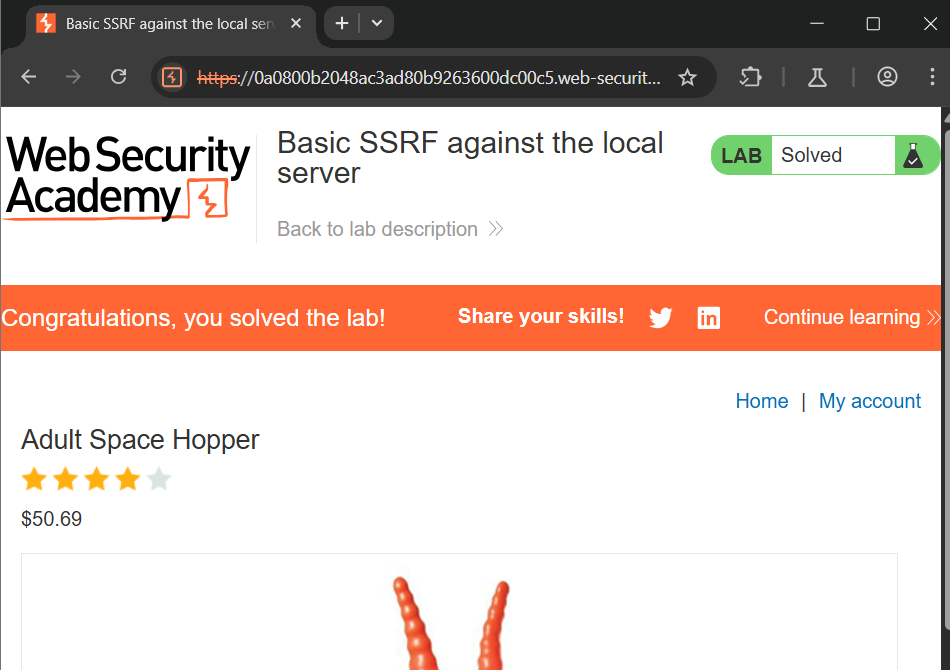 Basic SSRF against the local ser
https://0a0800b2048ac3ad80b9263600dc00c5.web-securit...
Web Security
Academy
Basic SSRF against the local
server
Back to lab description
LAB Solved
Congratulations, you solved the lab!
Share your skills!
Continue learning
Home | My account
Adult Space Hopper
$50.69